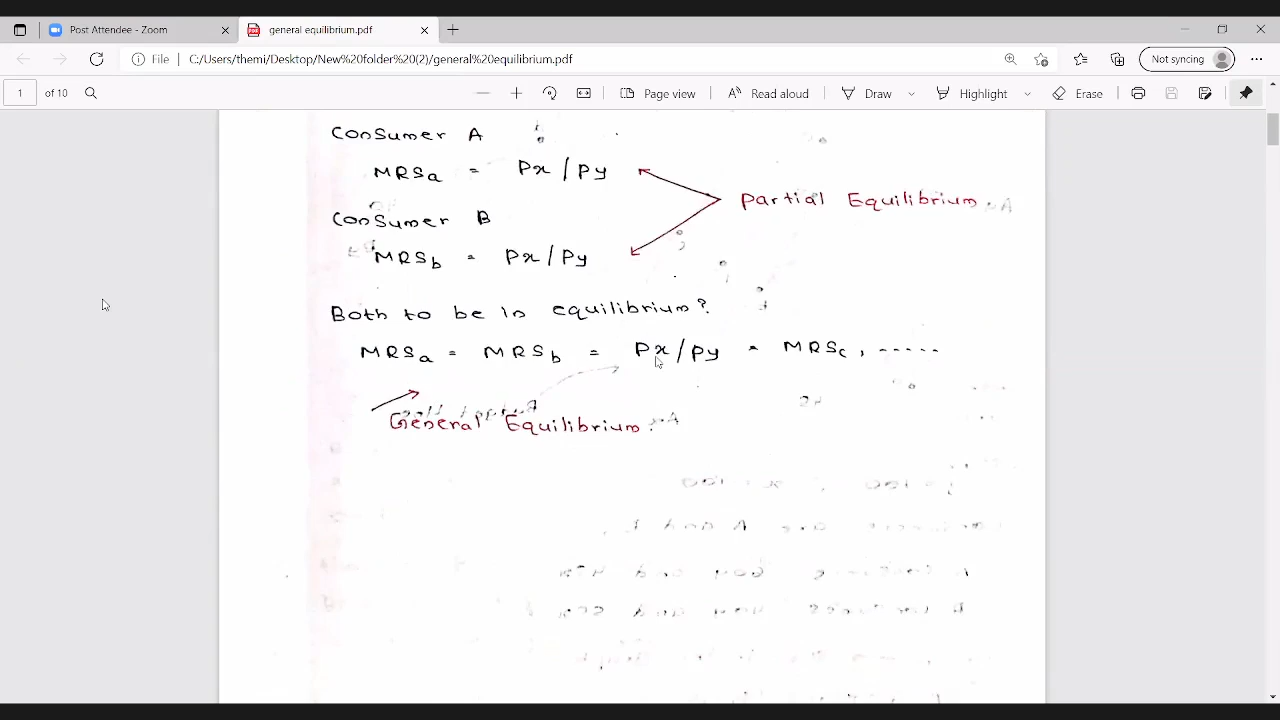 Post Attendee - Zoom
general equilibrium.pdf
File
C:/Users/themi/Desktop/New%20folder%20(2)/general%20equilibrium.pdf
Not syncing
1 of 10
Page view
Read aloud
Draw
Highlight
Erase
Consumer A
MRSa = Px / Py
Partial Equilibrium
Consumer B
MRSb = Px / Py
Both to be in equilibrium?
MRSa = MRSb = Px / Py = MRSc, -----
General Equilibrium.